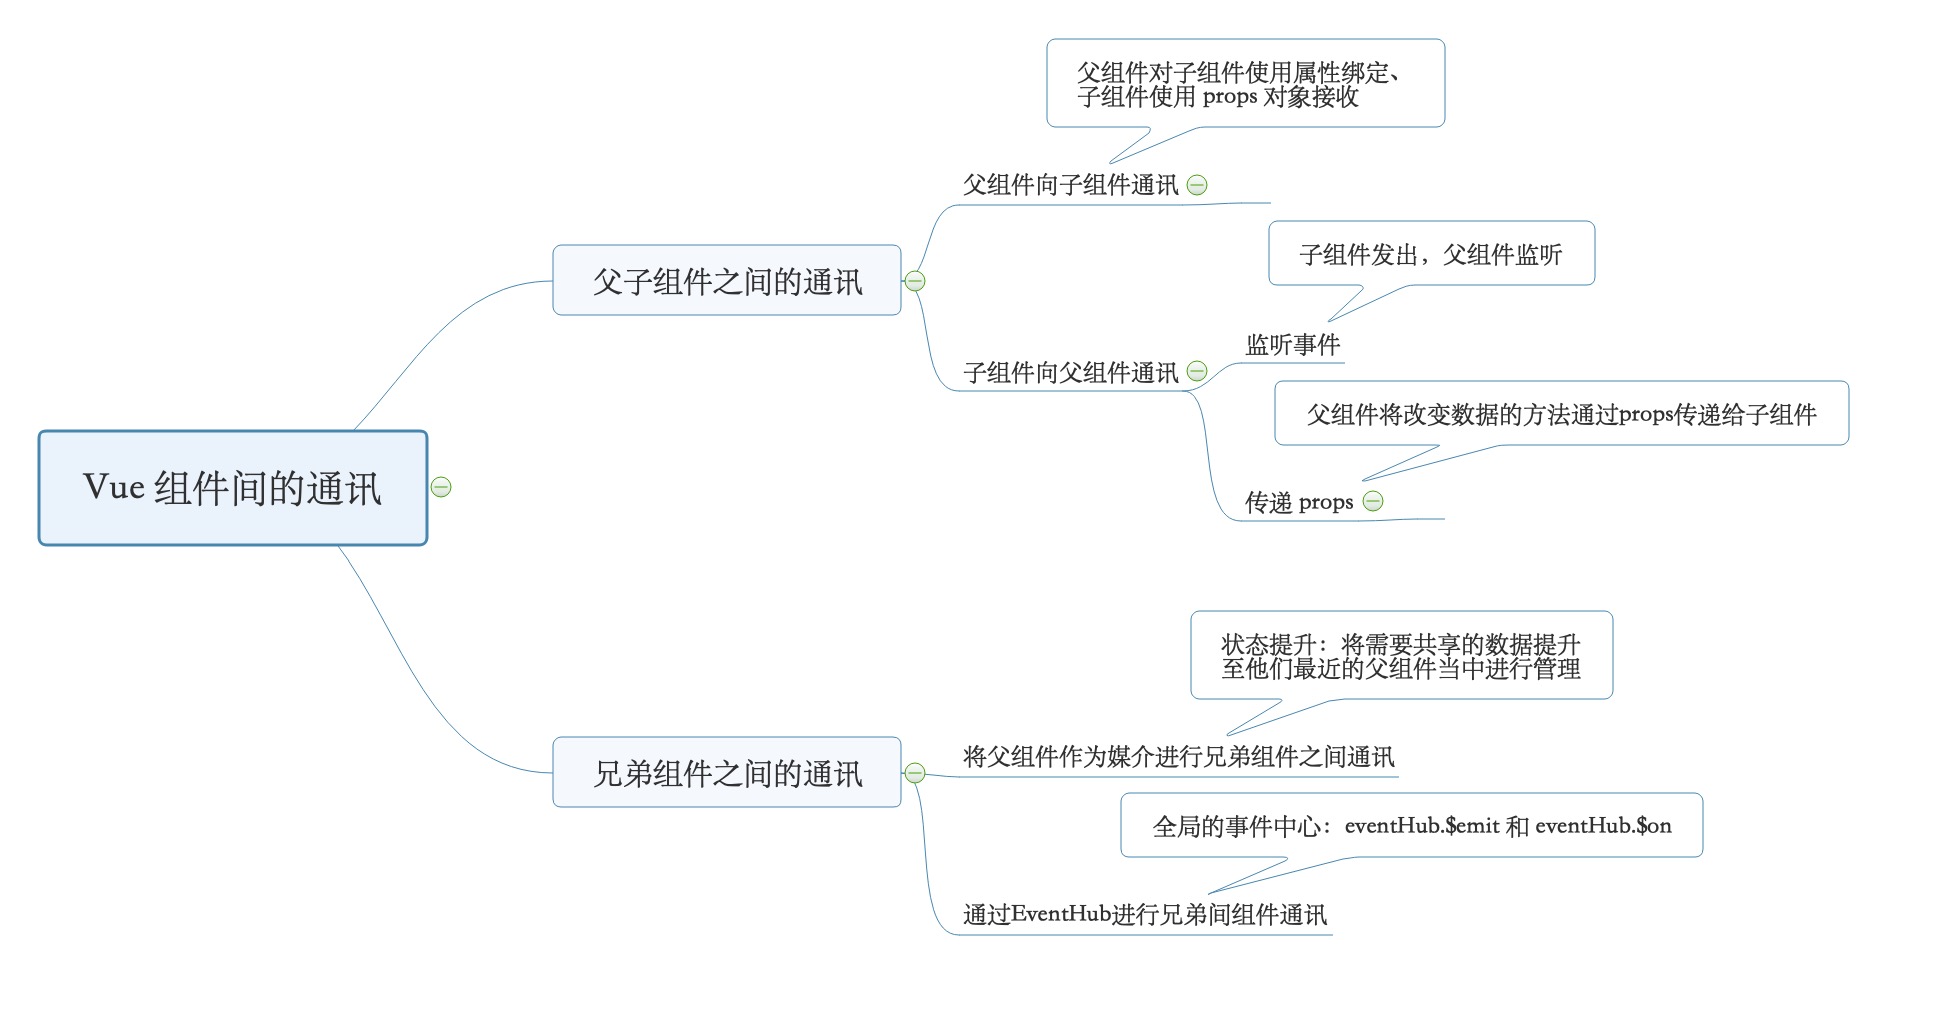 Vue 组件间的通讯
父子组件之间的通讯
父组件对子组件使用属性绑定、
子组件使用 props 对象接收
父组件向子组件通讯
子组件向父组件通讯
子组件发出，父组件监听
监听事件
父组件将改变数据的方法通过props传递给子组件
传递 props
兄弟组件之间的通讯
状态提升：将需要共享的数据提升
至他们最近的父组件当中进行管理
将父组件作为媒介进行兄弟组件之间通讯
全局的事件中心：eventHub.$emit 和 eventHub.$on
通过EventHub进行兄弟间组件通讯